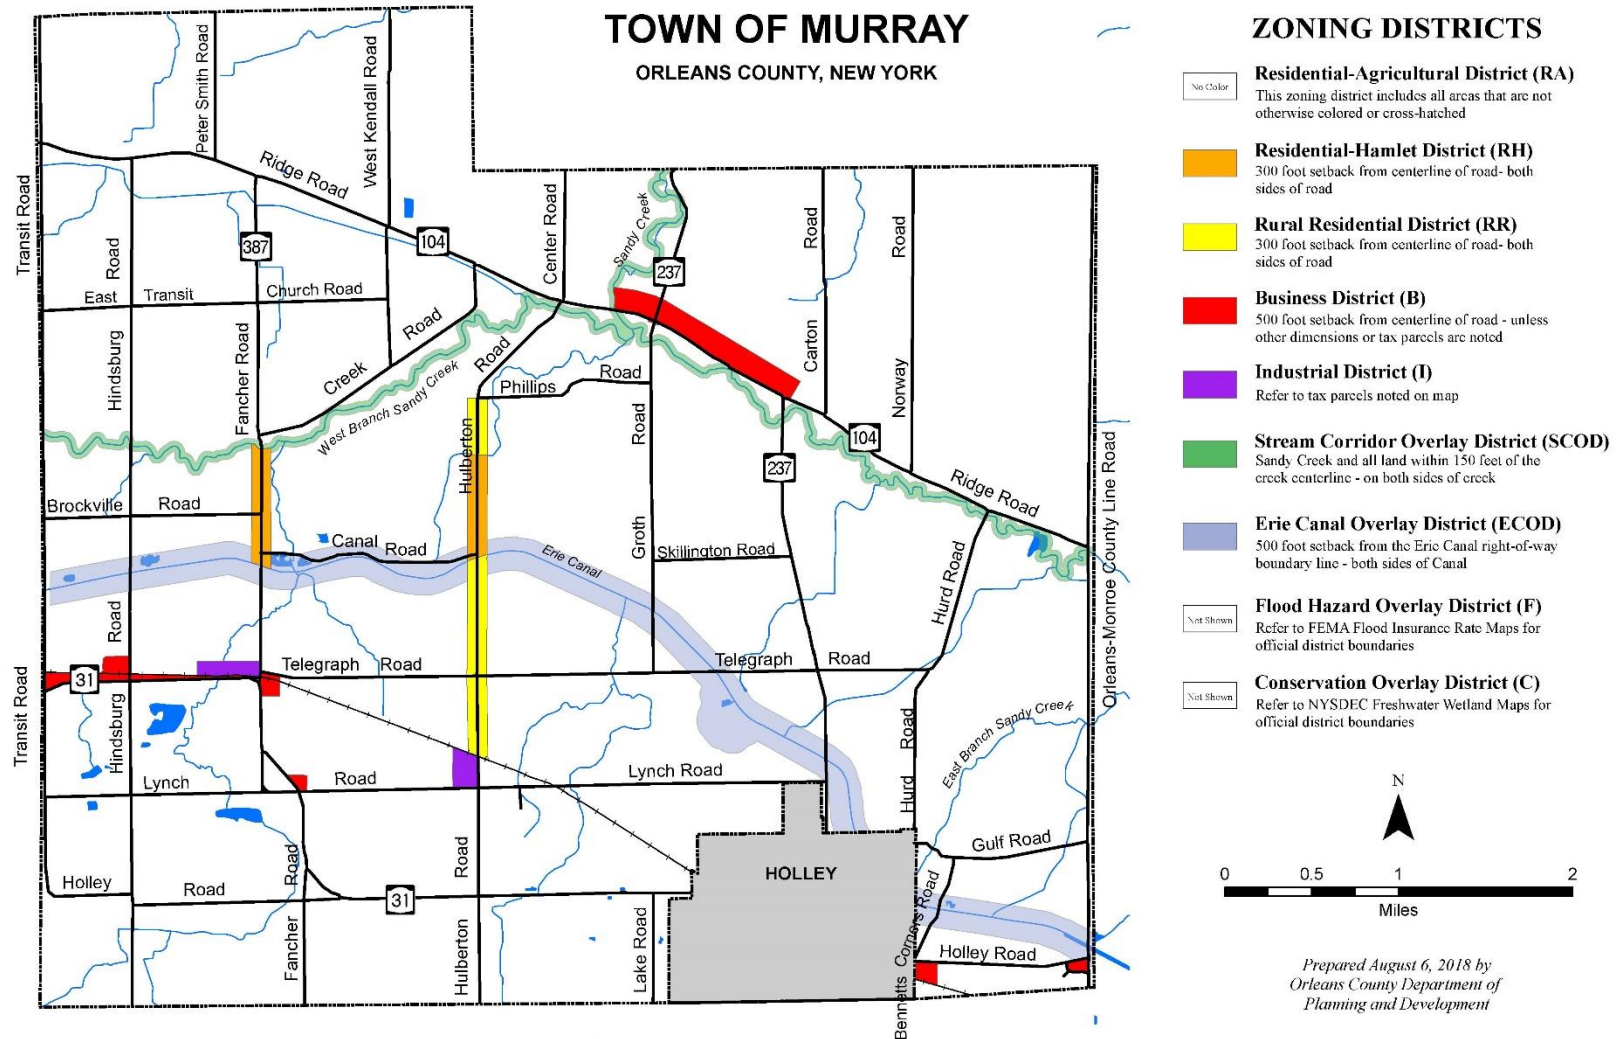 TOWN OF MURRAY
ORLEANS COUNTY, NEW YORK
Peter Smith Road
West Kendall Road
Ridge Road
Transit Road
Center Road
Sandy Creek
Road
Road
104
387
237
Road
East
Transit
Church Road
Hindsburg
Fancher Road
Creek
Road
Road
West Branch Sandy Creek
Phillips
Road
Carton
Norway
Hulberton
Road
104
237
Ridge Road
Orleans-Monroe County Line Road
Brockville
Road
Canal
Road
Erie Canal
Groth
Skillington Road
Hurd Road
Road
Telegraph
Road
Telegraph
Road
31
Transit Road
Hindsburg
Lynch
Road
Lynch Road
Road
Hurd
East Branch Sandy Creek
Gulf Road
Holley
Road
Road
Road
HOLLEY
31
Fancher
Hulberton
Lake Road
Bennetts Corners Road
Holley Road
ZONING DISTRICTS
No Color
Residential-Agricultural District (RA)
This zoning district includes all areas that are not
otherwise colored or cross-hatched
Residential-Hamlet District (RH)
300 foot setback from centerline of road- both
sides of road
Rural Residential District (RR)
300 foot setback from centerline of road- both
sides of road
Business District (B)
500 foot setback from centerline of road - unless
other dimensions or tax parcels are noted
Industrial District (I)
Refer to tax parcels noted on map
Stream Corridor Overlay District (SCOD)
Sandy Creek and all land within 150 feet of the
creek centerline - on both sides of creek
Erie Canal Overlay District (ECOD)
500 foot setback from the Erie Canal right-of-way
boundary line - both sides of Canal
Not Shown
Flood Hazard Overlay District (F)
Refer to FEMA Flood Insurance Rate Maps for
official district boundaries
Not Shown
Conservation Overlay District (C)
Refer to NYSDEC Freshwater Wetland Maps for
official district boundaries
N
0 0.5 1 2
Miles
Prepared August 6, 2018 by
Orleans County Department of
Planning and Development